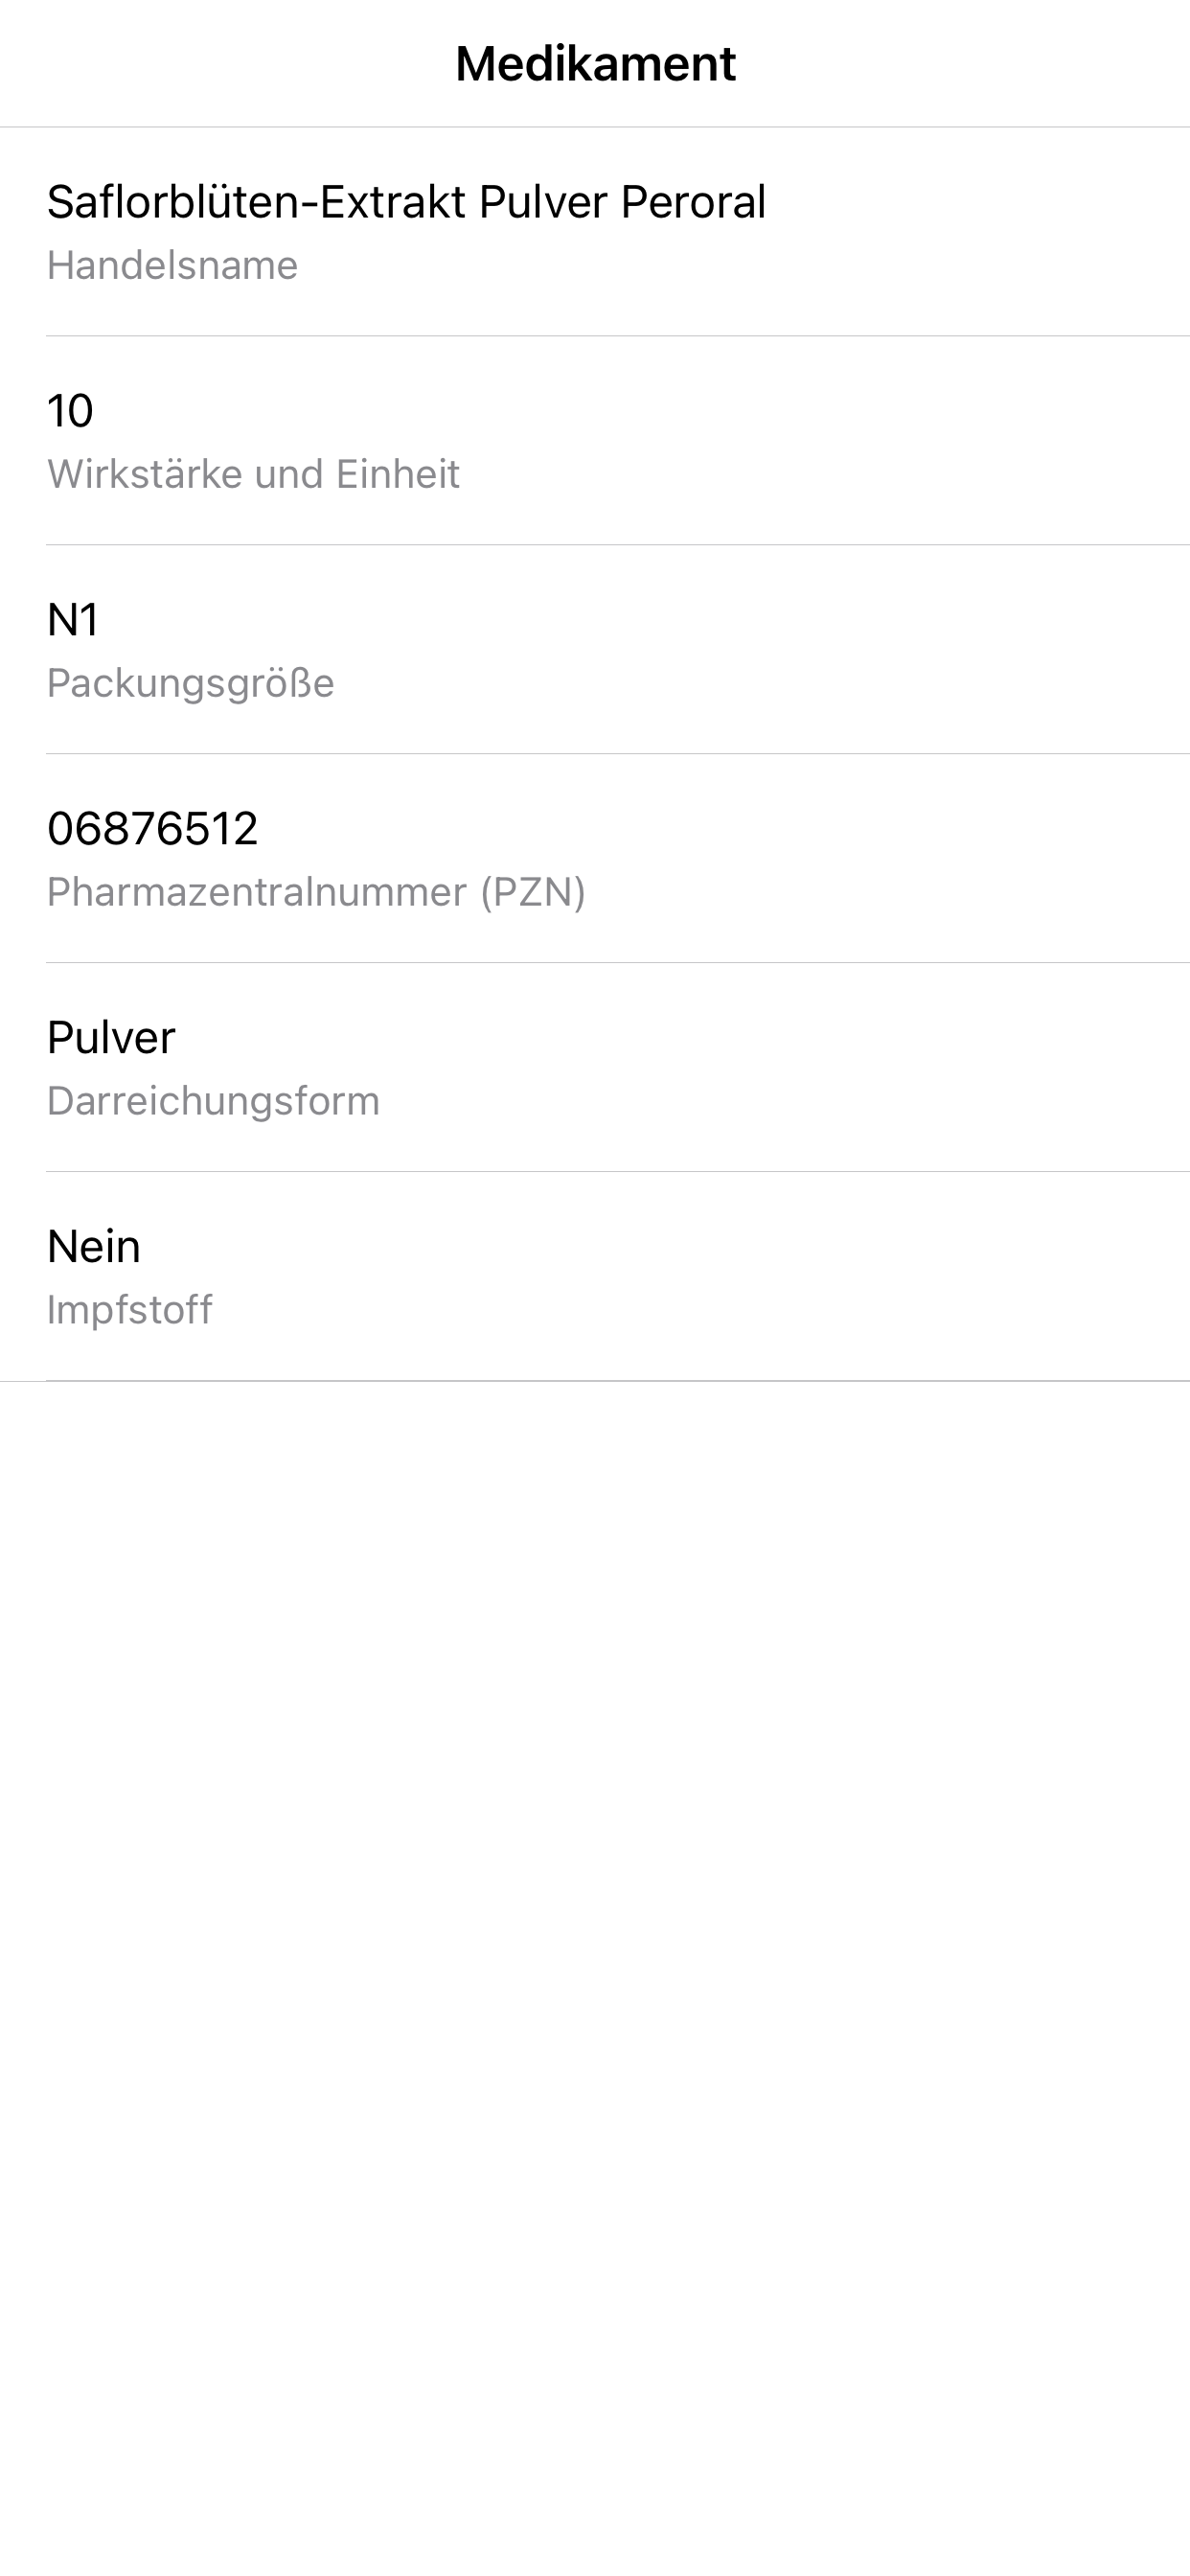 Medikament
Saflorblüten-Extrakt Pulver Peroral
Handelsname
10
Wirkstärke und Einheit
N1
Packungsgröße
06876512
Pharmazentralnummer (PZN)
Pulver
Darreichungsform
Nein
Impfstoff